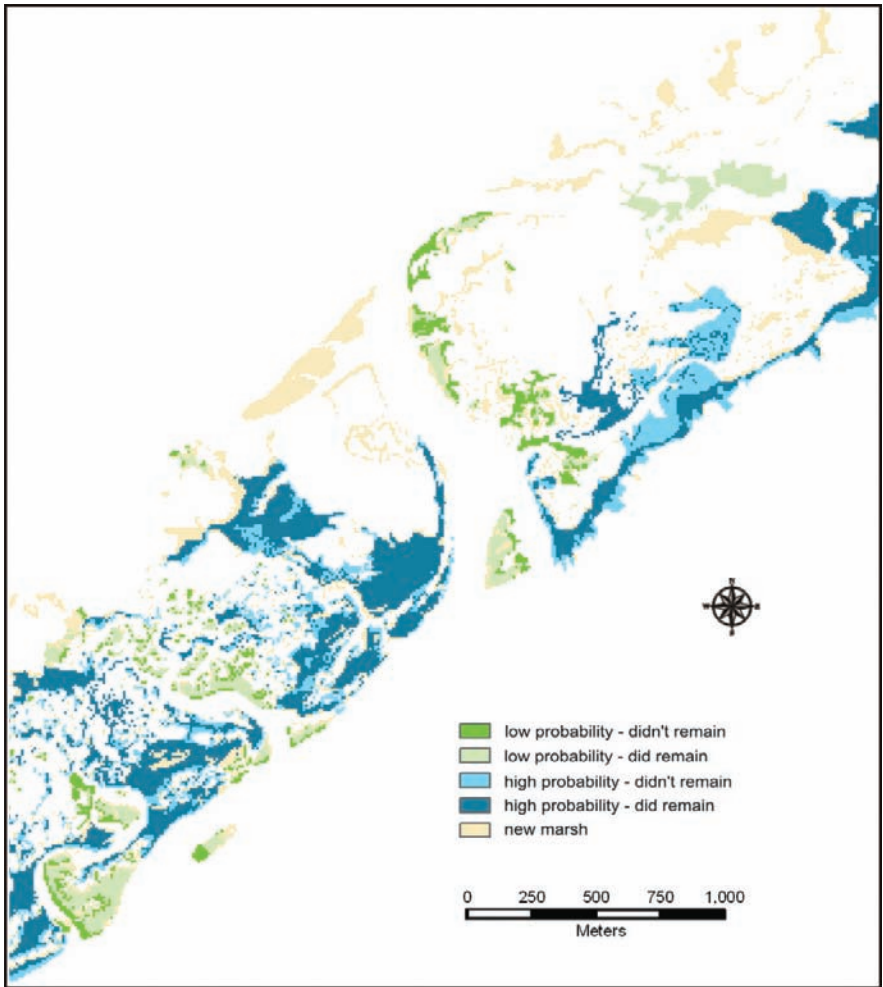 N
W
E
S
low probability - didn't remain
low probability - did remain
high probability - didn't remain
high probability - did remain
new marsh
0 250 500 750 1,000
Meters